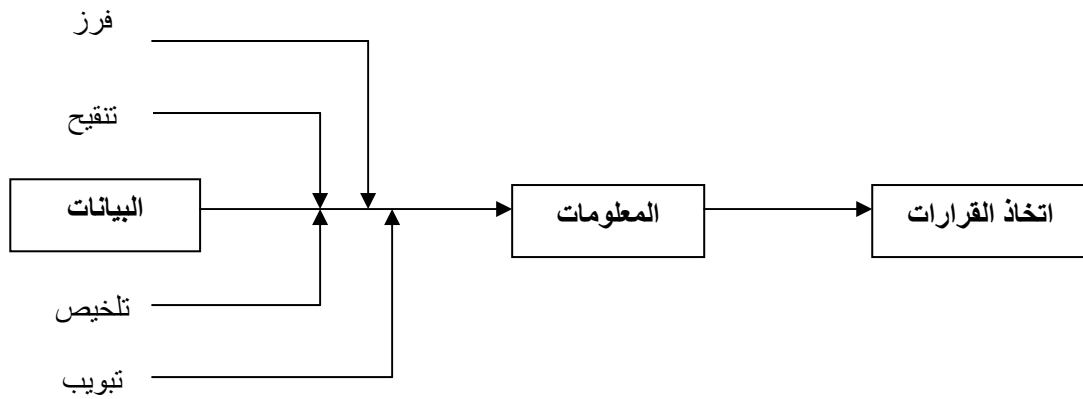 فرز
تنقيح
البيانات
المعلومات
اتخاذ القرارات
تلخيص
تبويب